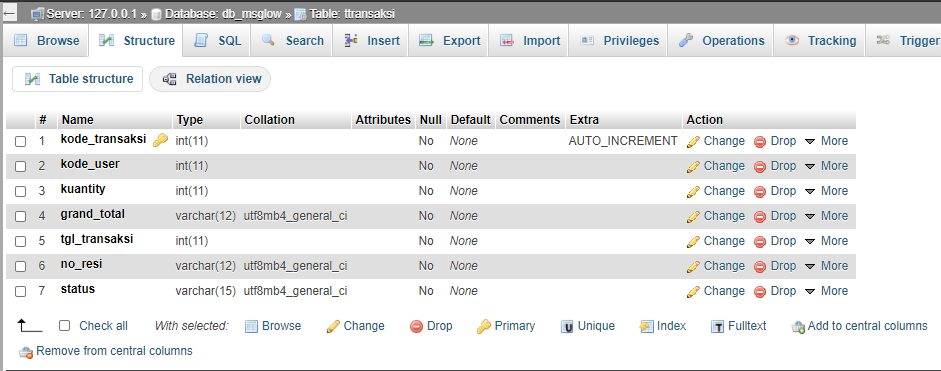 ← Server: 127.0.0.1 » Database: db_msglow » Table: ttransaksi
Browse Structure SQL Search Insert Export Import Privileges Operations Tracking Trigger
Table structure Relation view
# Name Type Collation Attributes Null Default Comments Extra Action
1 kode_transaksi int(11) No None AUTO_INCREMENT Change Drop More
2 kode_user int(11) No None Change Drop More
3 kuantity int(11) No None Change Drop More
4 grand_total varchar(12) utf8mb4_general_ci No None Change Drop More
5 tgl_transaksi int(11) No None Change Drop More
6 no_resi varchar(12) utf8mb4_general_ci No None Change Drop More
7 status varchar(15) utf8mb4_general_ci No None Change Drop More
Check all With selected: Browse Change Drop Primary Unique Index Fulltext Add to central columns
Remove from central columns